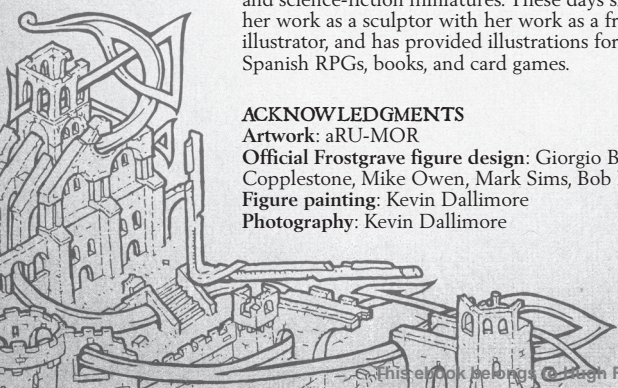 and science-fiction miniatures. These days s
her work as a sculptor with her work as a fr
illustrator, and has provided illustrations for
Spanish RPGs, books, and card games.
ACKNOWLEDGMENTS
Artwork: aRU-MOR
Official Frostgrave figure design: Giorgio B
Copplestone, Mike Owen, Mark Sims, Bob
Figure painting: Kevin Dallimore
Photography: Kevin Dallimore
This ebook belongs to Hugh F